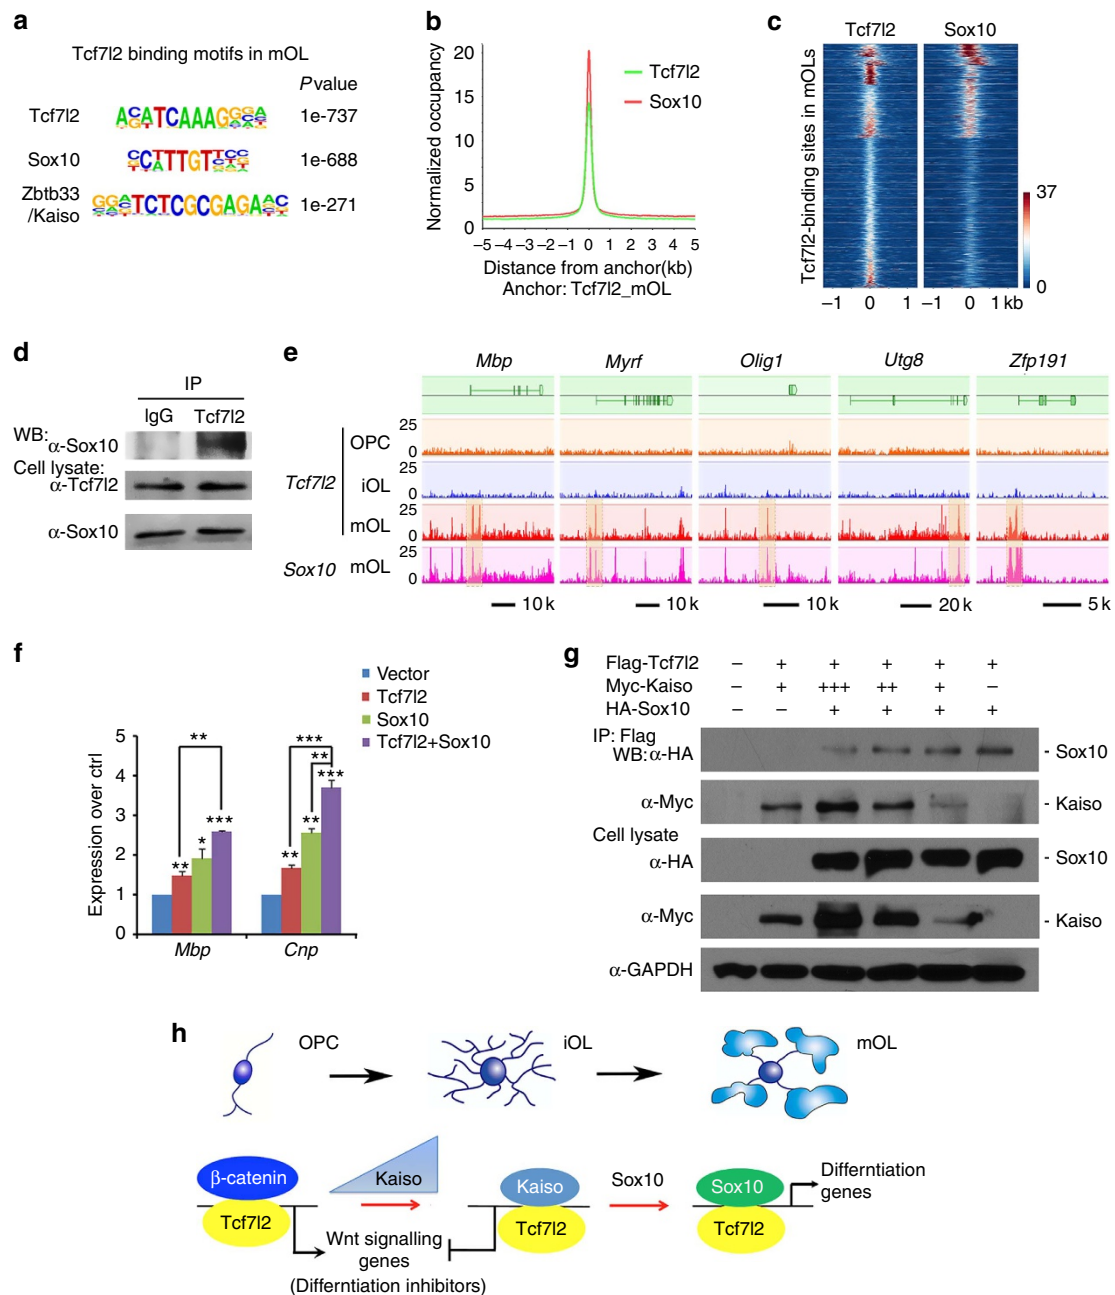 a
Tcf7l2 binding motifs in mOL
P value
Tcf7l2 ACATCAAAGGGA 1e-737
Sox10 CCATTTGTTCC 1e-688
Zbtb33
/Kaiso GGATCTCGCGAGAAC 1e-271
b
Normalized occupancy
20
15
10
5
0
Tcf7l2
Sox10
−5 −4 −3 −2 −1 0 1 2 3 4 5
Distance from anchor(kb)
Anchor: Tcf7l2_mOL
c
Tcf7l2 Sox10
Tcf7l2-binding sites in mOLs
37
0
−1 0 1 −1 0 1 kb
d
IP
IgG Tcf7l2
WB:
α-Sox10
Cell lysate:
α-Tcf7l2
α-Sox10
e
Mbp Myrf Olig1 Utg8 Zfp191
Tcf7l2
25
OPC
0
25
iOL
0
25
mOL
0
25
Sox10 mOL
0
10 k 10 k 10 k 20 k 5 k
f
Vector
Tcf7l2
Sox10
Tcf7l2+Sox10
Expression over ctrl
5
4
3
2
1
0
** *** **
** * *** ** ** ***
Mbp Cnp
g
Flag-Tcf7l2 − + + + + +
Myc-Kaiso − + +++ ++ + −
HA-Sox10 − − + + + +
IP: Flag
WB: α-HA - Sox10
α-Myc - Kaiso
Cell lysate
α-HA - Sox10
α-Myc - Kaiso
α-GAPDH
h
OPC iOL mOL
β-catenin
Tcf7l2
Kaiso
Kaiso
Tcf7l2
Sox10
Sox10
Tcf7l2
Differntiation
genes
Wnt signalling
genes
(Differntiation inhibitors)